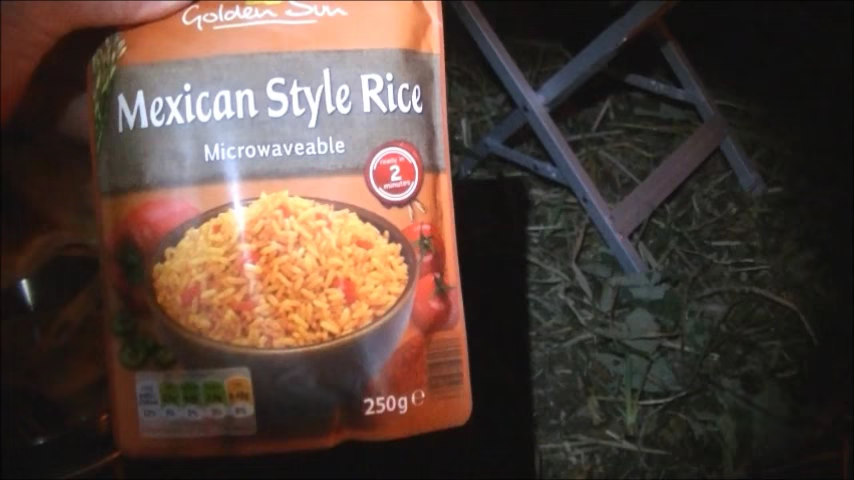 Golden Sun
Mexican Style Rice
Microwaveable
ready in
2
minutes
250g e